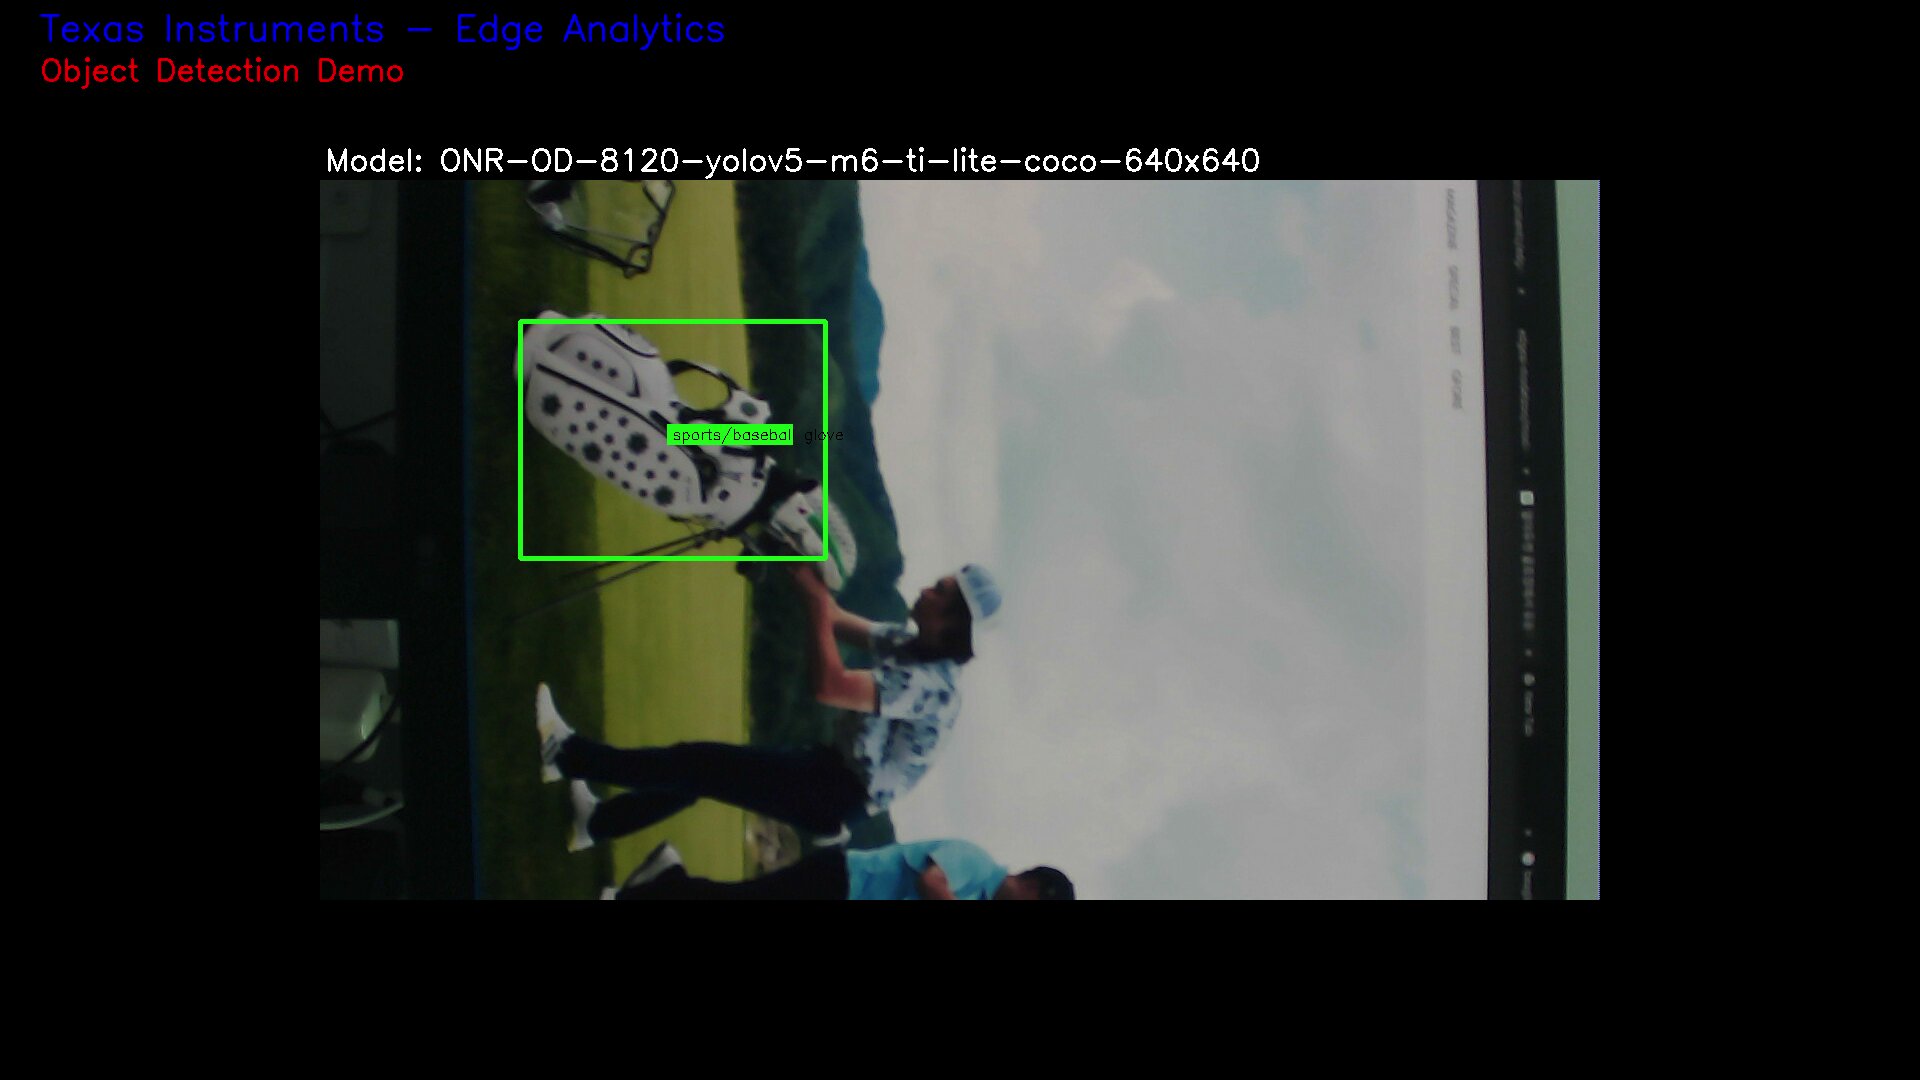 Texas Instruments - Edge Analytics
Object Detection Demo
Model: ONR-OD-8120-yolov5-m6-ti-lite-coco-640x640
sports/basebal glove